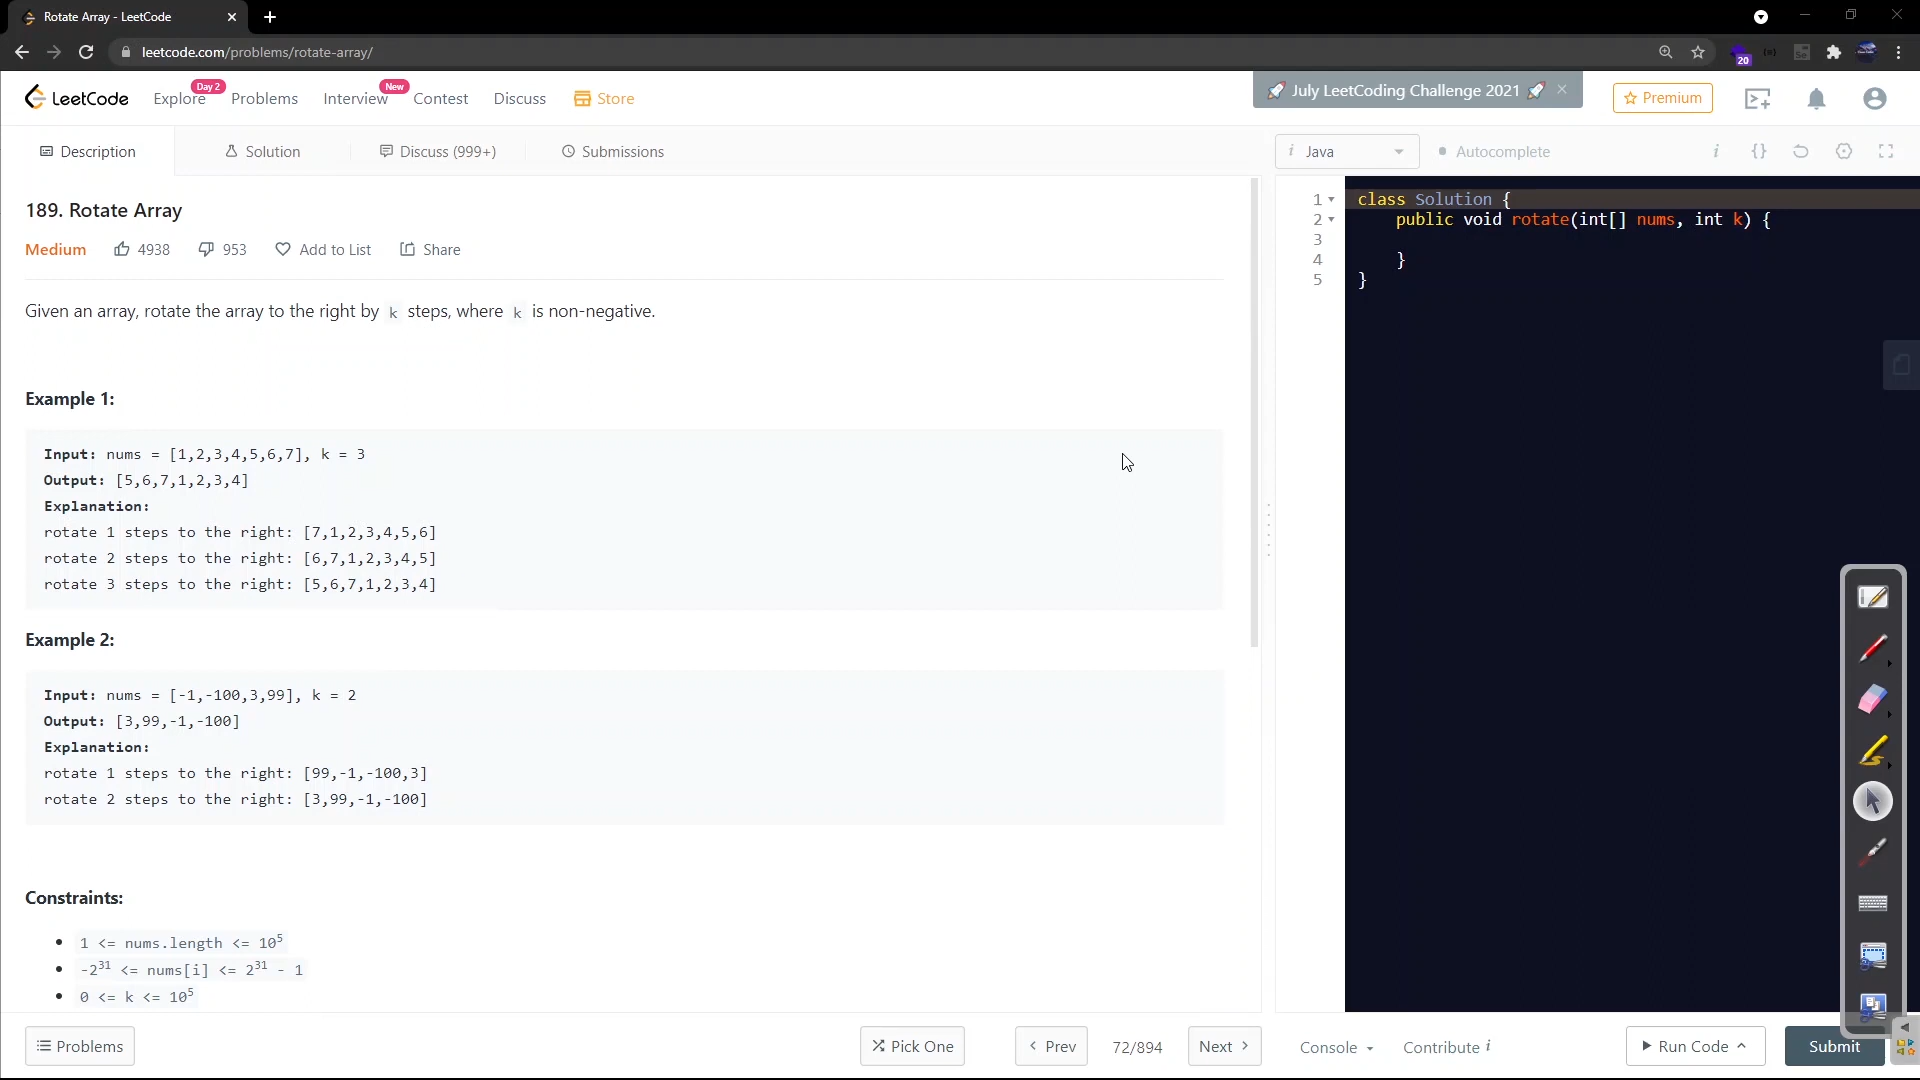 Rotate Array - LeetCode
leetcode.com/problems/rotate-array/
20
LeetCode
Explore Day 2 Problems Interview New Contest Discuss Store
🚀 July LeetCoding Challenge 2021 🚀
Premium
Description Solution Discuss (999+) Submissions
i Java Autocomplete i {}
189. Rotate Array
Medium 4938 953 Add to List Share
Given an array, rotate the array to the right by k steps, where k is non-negative.
Example 1:
Input: nums = [1,2,3,4,5,6,7], k = 3
Output: [5,6,7,1,2,3,4]
Explanation:
rotate 1 steps to the right: [7,1,2,3,4,5,6]
rotate 2 steps to the right: [6,7,1,2,3,4,5]
rotate 3 steps to the right: [5,6,7,1,2,3,4]
Example 2:
Input: nums = [-1,-100,3,99], k = 2
Output: [3,99,-1,-100]
Explanation:
rotate 1 steps to the right: [99,-1,-100,3]
rotate 2 steps to the right: [3,99,-1,-100]
Constraints:
• 1 <= nums.length <= 10⁵
• -2³¹ <= nums[i] <= 2³¹ - 1
• 0 <= k <= 10⁵
1 class Solution {
2     public void rotate(int[] nums, int k) {
3
4     }
5 }
Problems Pick One Prev 72/894 Next Console Contribute i Run Code Submit